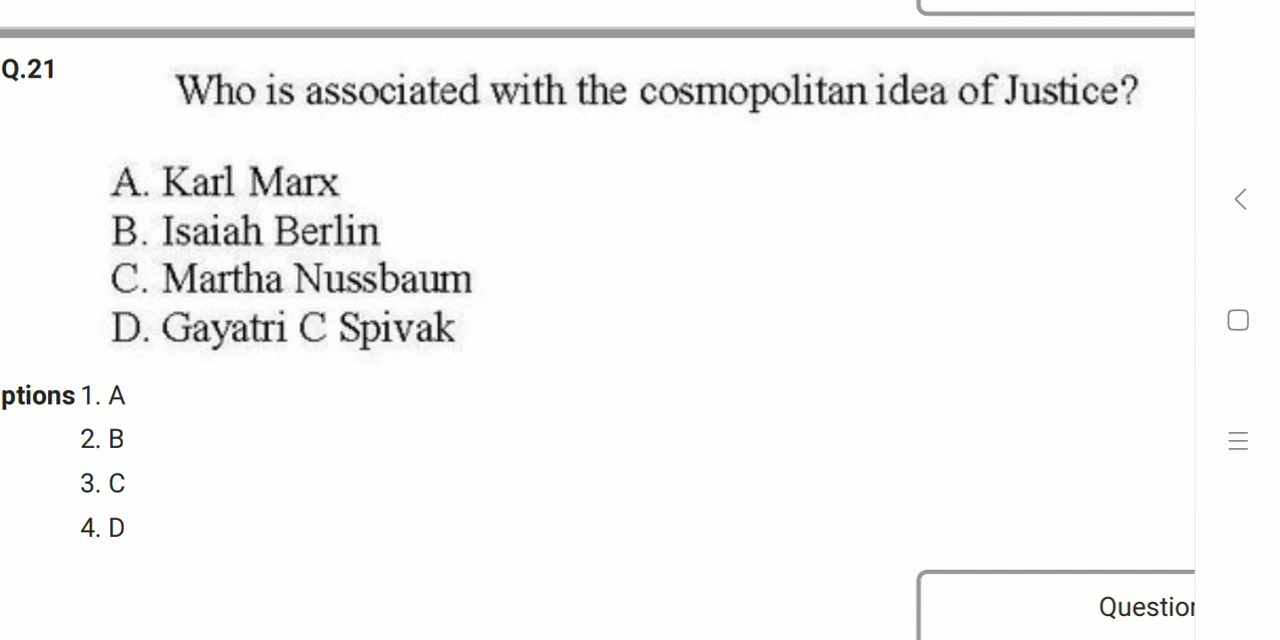 Q.21
Who is associated with the cosmopolitan idea of Justice?
A. Karl Marx
B. Isaiah Berlin
C. Martha Nussbaum
D. Gayatri C Spivak
ptions 1. A
2. B
3. C
4. D
Question